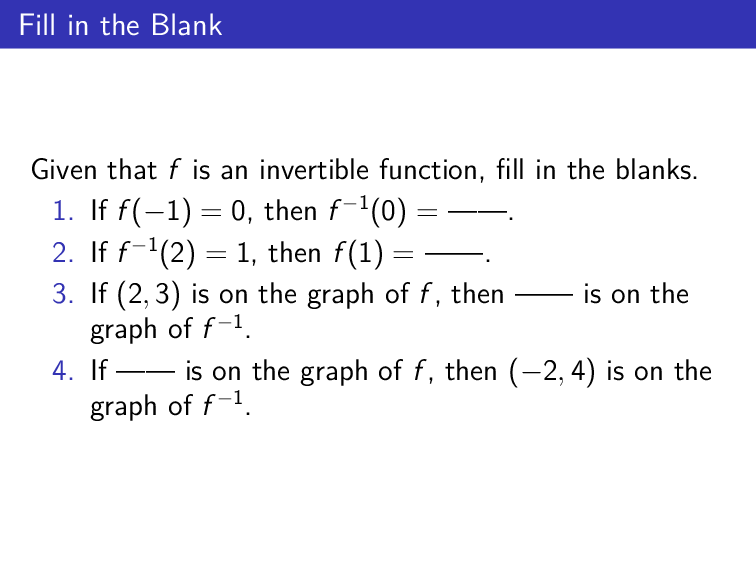 Fill in the Blank
Given that f is an invertible function, fill in the blanks.
1. If f(−1) = 0, then f⁻¹(0) = ——.
2. If f⁻¹(2) = 1, then f(1) = ——.
3. If (2, 3) is on the graph of f, then —— is on the
graph of f⁻¹.
4. If —— is on the graph of f, then (−2, 4) is on the
graph of f⁻¹.